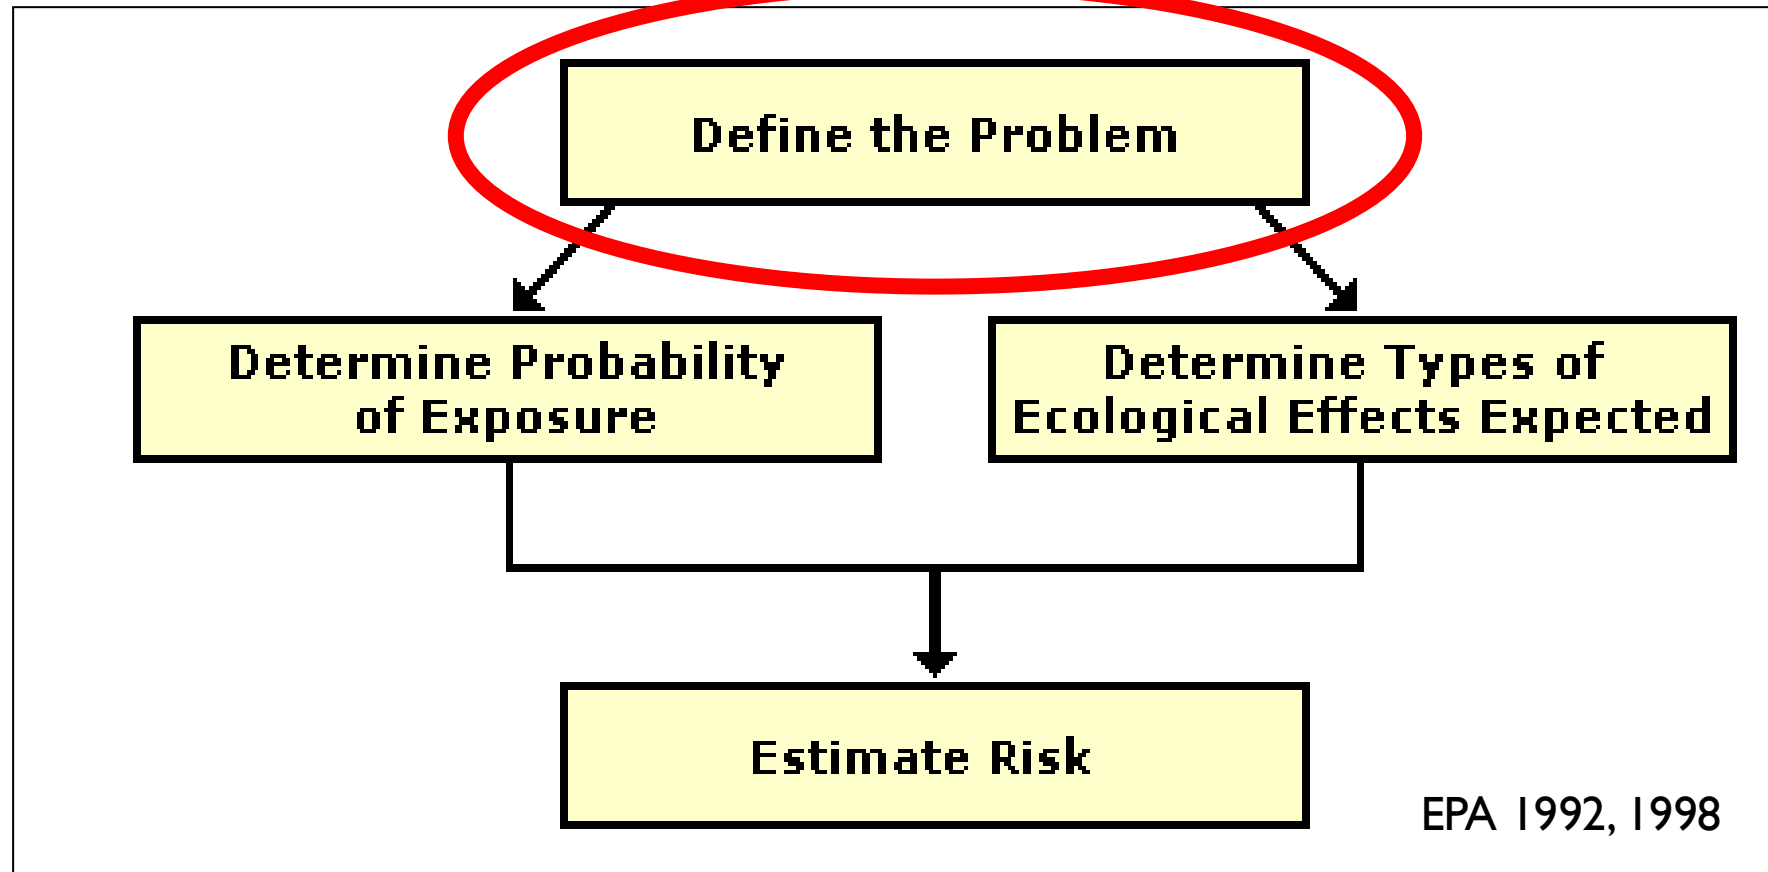 Define the Problem
Determine Probability
of Exposure
Determine Types of
Ecological Effects Expected
Estimate Risk
EPA 1992, 1998